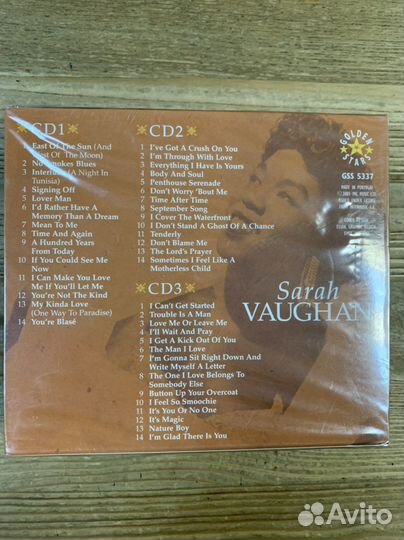 CD1
1 East Of The Sun (And
West Of The Moon)
2 No Smokes Blues
3 Interlude (A Night In
Tunisia)
4 Signing Off
5 Lover Man
6 I'd Rather Have A
Memory Than A Dream
7 Mean To Me
8 Time And Again
9 A Hundred Years
From Today
10 If You Could See Me
Now
11 I Can Make You Love
Me If You'll Let Me
12 You're Not The Kind
13 My Kinda Love
(One Way To Paradise)
14 You're Blasé
CD2
1 I've Got A Crush On You
2 I'm Through With Love
3 Everything I Have Is Yours
4 Body And Soul
5 Penthouse Serenade
6 Don't Worry 'Bout Me
7 Time After Time
8 September Song
9 I Cover The Waterfront
10 I Don't Stand A Ghost Of A Chance
11 Tenderly
12 Don't Blame Me
13 The Lord's Prayer
14 Sometimes I Feel Like A
Motherless Child
CD3
1 I Can't Get Started
2 Trouble Is A Man
3 Love Me Or Leave Me
4 I'll Wait And Pray
5 I Get A Kick Out Of You
6 The Man I Love
7 I'm Gonna Sit Right Down And
Write Myself A Letter
8 The One I Love Belongs To
Somebody Else
9 Button Up Your Overcoat
10 I Feel So Smoochie
11 It's You Or No One
12 It's Magic
13 Nature Boy
14 I'm Glad There Is You
GOLDEN
STARS
GSS 5337
MADE IN PORTUGAL
Sarah
VAUGHAN
Avito